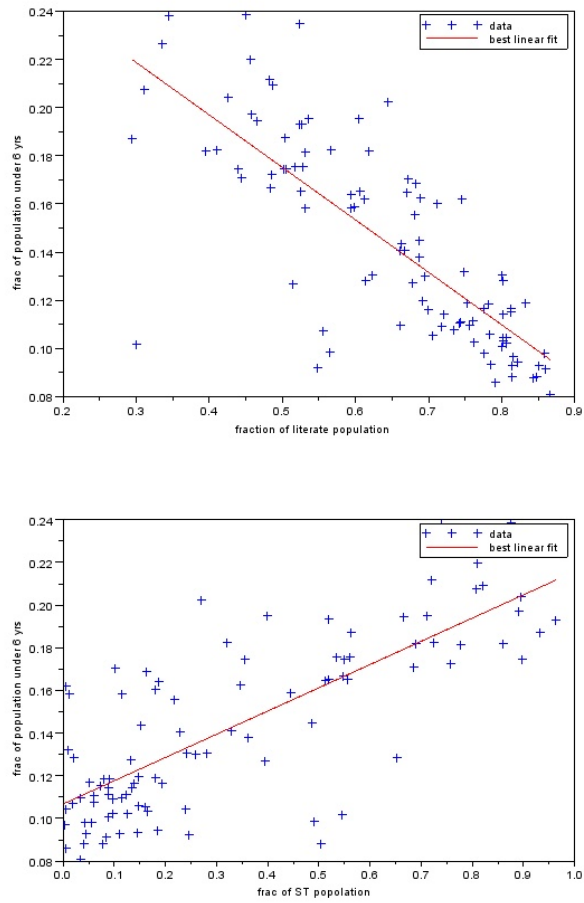 0.24
0.22
0.20
0.18
0.16
0.14
0.12
0.10
0.08
frac of population under 6 yrs
data
best linear fit
0.2 0.3 0.4 0.5 0.6 0.7 0.8 0.9
fraction of literate population
0.24
0.22
0.20
0.18
0.16
0.14
0.12
0.10
0.08
frac of population under 6 yrs
data
best linear fit
0.0 0.1 0.2 0.3 0.4 0.5 0.6 0.7 0.8 0.9 1.0
frac of ST popolation